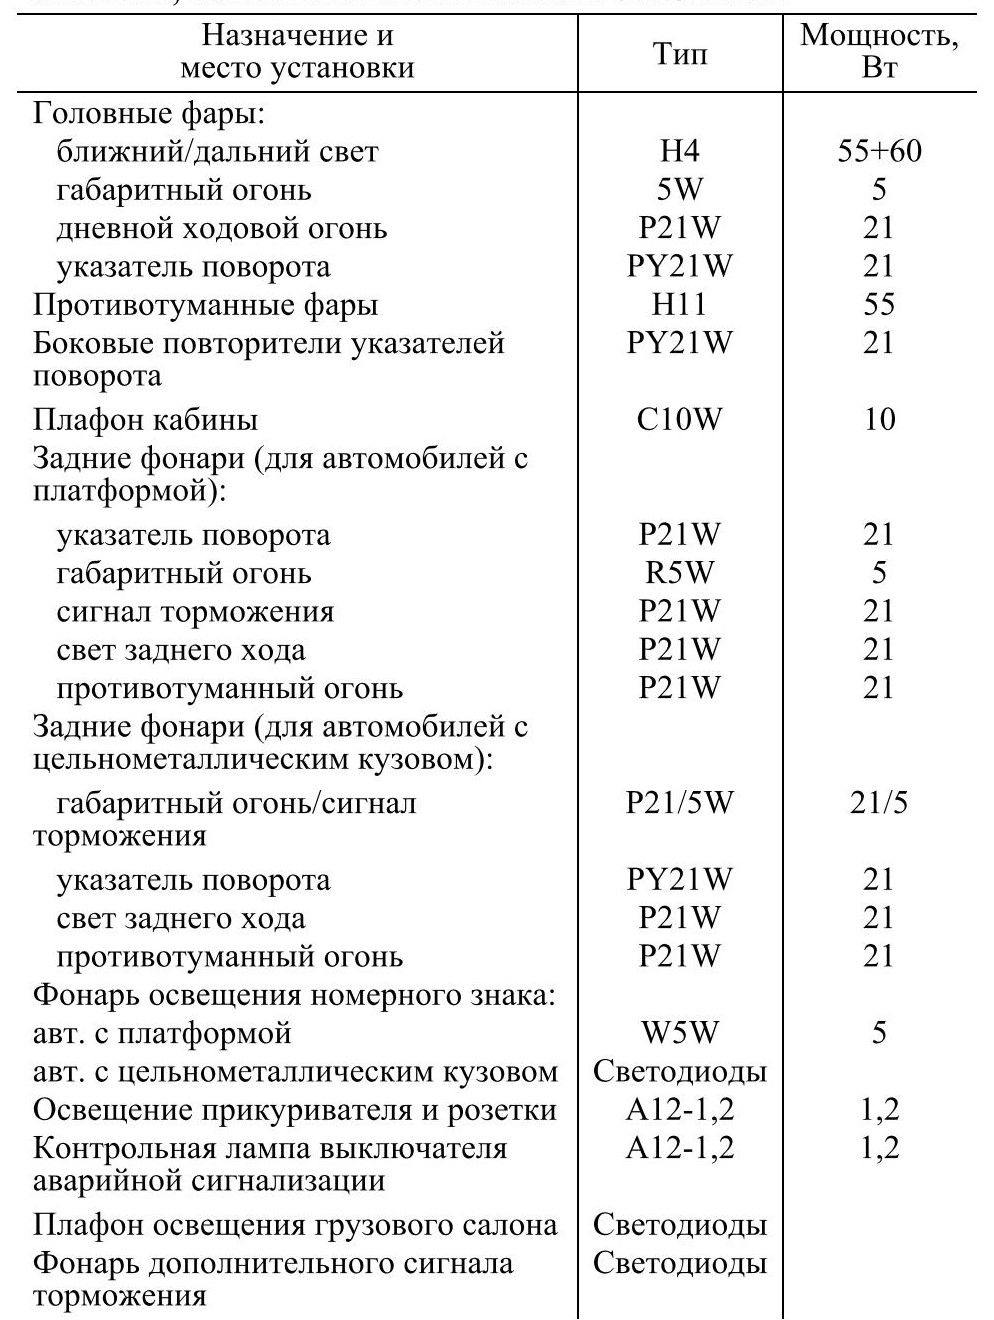 Назначение и
место установки
Тип
Мощность,
Вт
Головные фары:
ближний/дальний свет H4 55+60
габаритный огонь 5W 5
дневной ходовой огонь P21W 21
указатель поворота PY21W 21
Противотуманные фары H11 55
Боковые повторители указателей PY21W 21
поворота
Плафон кабины C10W 10
Задние фонари (для автомобилей с
платформой):
указатель поворота P21W 21
габаритный огонь R5W 5
сигнал торможения P21W 21
свет заднего хода P21W 21
противотуманный огонь P21W 21
Задние фонари (для автомобилей с
цельнометаллическим кузовом):
габаритный огонь/сигнал P21/5W 21/5
торможения
указатель поворота PY21W 21
свет заднего хода P21W 21
противотуманный огонь P21W 21
Фонарь освещения номерного знака:
авт. с платформой W5W 5
авт. с цельнометаллическим кузовом Светодиоды
Освещение прикуривателя и розетки А12-1,2 1,2
Контрольная лампа выключателя А12-1,2 1,2
аварийной сигнализации
Плафон освещения грузового салона Светодиоды
Фонарь дополнительного сигнала Светодиоды
торможения